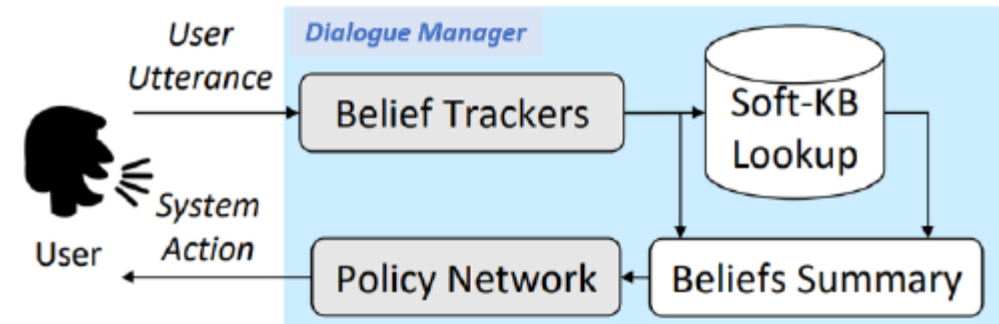 User
Utterance
Dialogue Manager
Belief Trackers
Soft-KB
Lookup
System
Action
User
Policy Network
Beliefs Summary